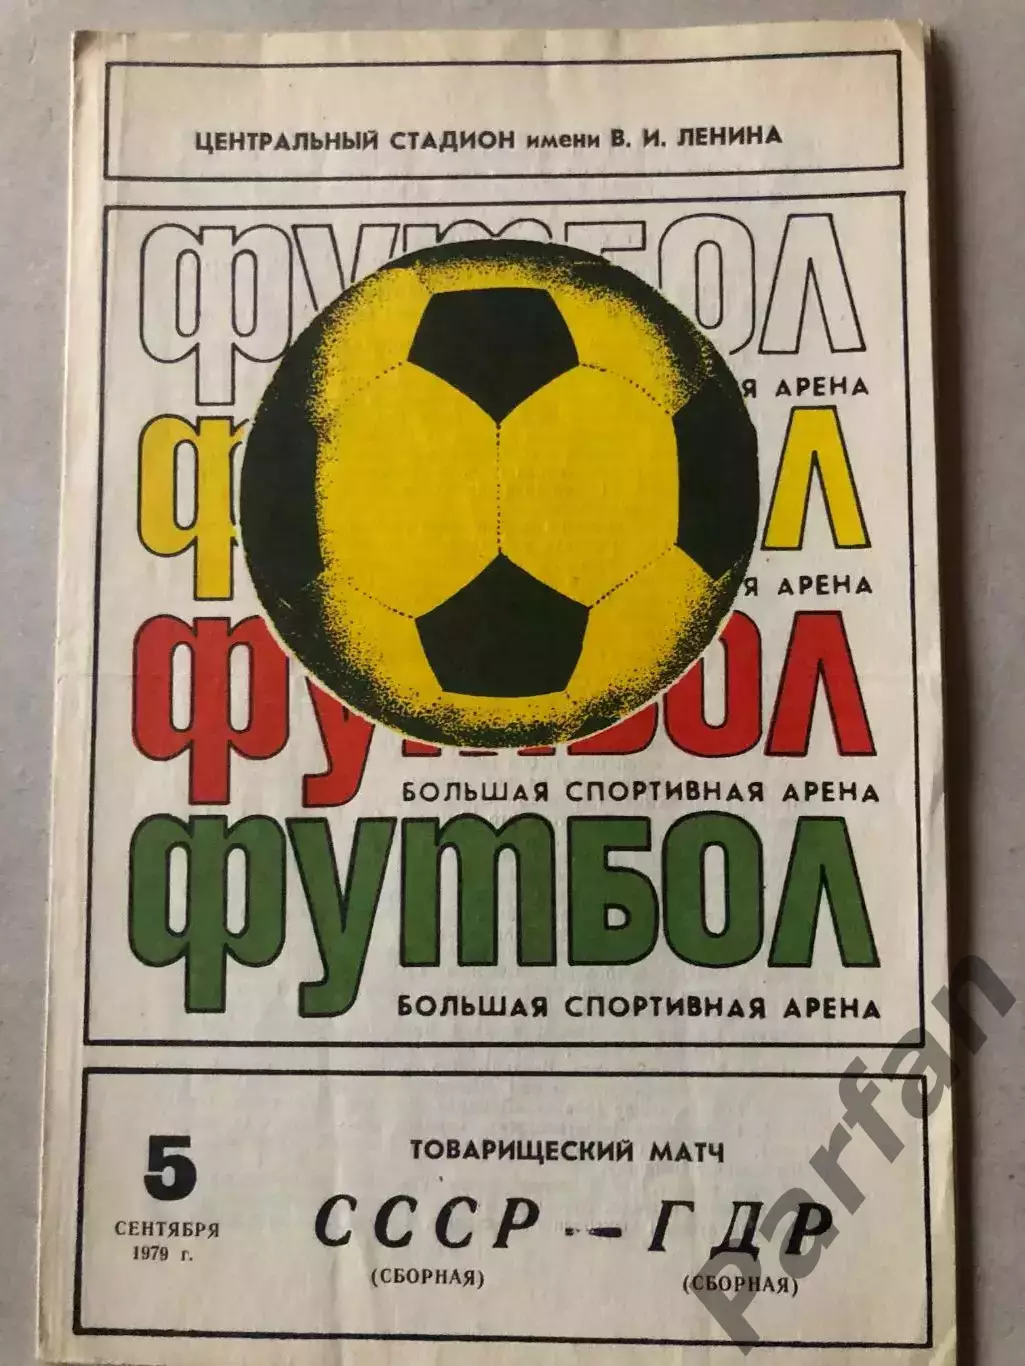 ЦЕНТРАЛЬНЫЙ СТАДИОН имени В. И. ЛЕНИНА
ФУТБОЛ
Я АРЕНА
Ф Л
Я АРЕНА
ФУТБОЛ
БОЛЬШАЯ СПОРТИВНАЯ АРЕНА
ФУТБОЛ
БОЛЬШАЯ СПОРТИВНАЯ АРЕНА
5
СЕНТЯБРЯ
1979 г.
ТОВАРИЩЕСКИЙ МАТЧ
СССР — ГДР
(СБОРНАЯ) (СБОРНАЯ)
Parfan